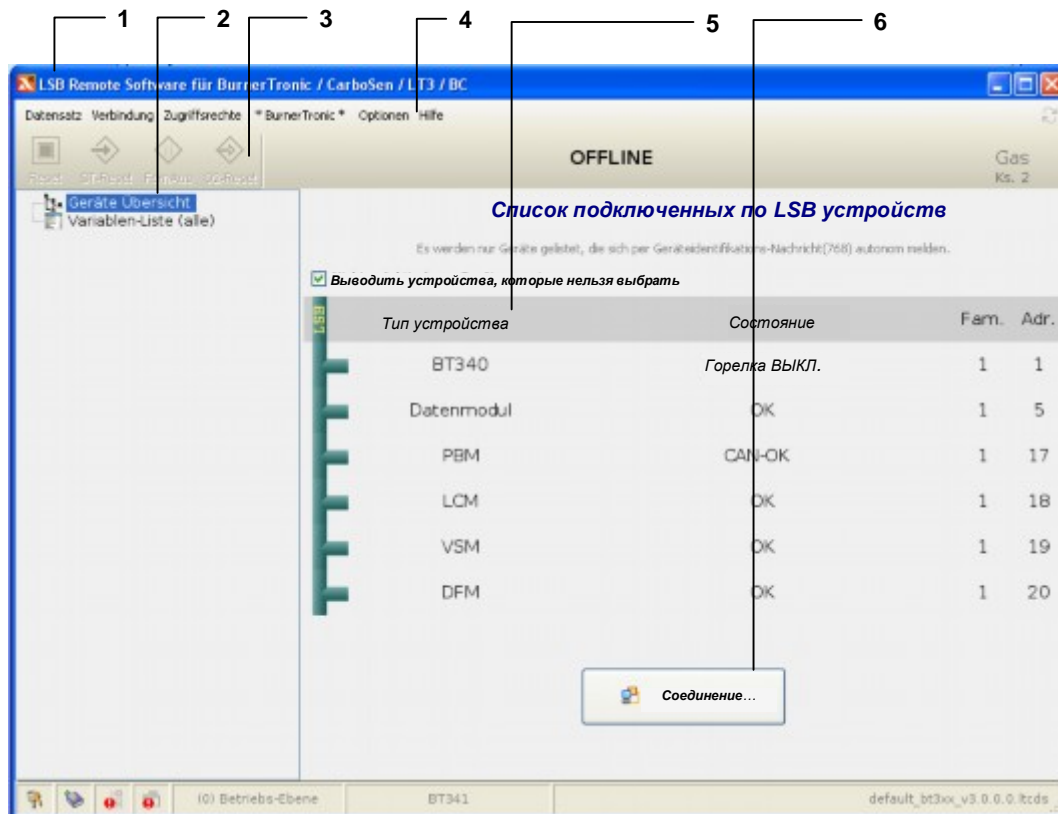 1 2 3 4 5 6
LSB Remote Software für BurnerTronic / CarboSen / LT3 / BC
Datensatz Verbindung Zugriffsrechte * BurnerTronic * Optionen Hilfe
Reset ST-Reset
OFFLINE
Gas
Ks. 2
Geräte Übersicht
Variablen-Liste (alle)
Список подключенных по LSB устройств
Es werden nur Geräte gelistet, die sich per Geräteidentifikations-Nachricht(768) autonom melden.
Выводить устройства, которые нельзя выбрать
LSB
Тип устройства Состояние Fam. Adr.
BT340 Горелка ВЫКЛ. 1 1
Datenmodul OK 1 5
PBM CAN-OK 1 17
LCM OK 1 18
VSM OK 1 19
DFM OK 1 20
Соединение...
(0) Betriebs-Ebene BT341 default_bt3xx_v3.0.0.0.ltcds